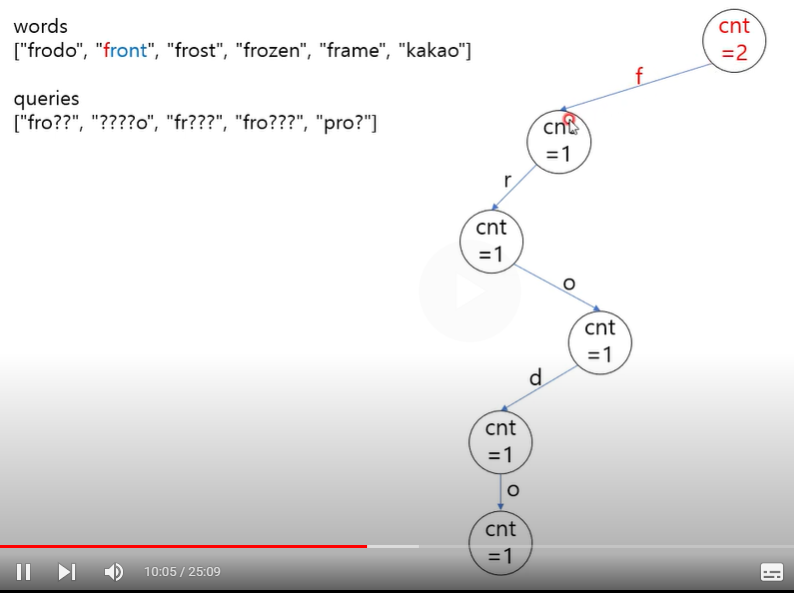 words
["frodo", "front", "frost", "frozen", "frame", "kakao"]
queries
["fro??", "????o", "fr???", "fro???", "pro?"]
cnt
=2
f
cnt
=1
r
cnt
=1
o
cnt
=1
d
cnt
=1
o
cnt
=1
10:05 / 25:09